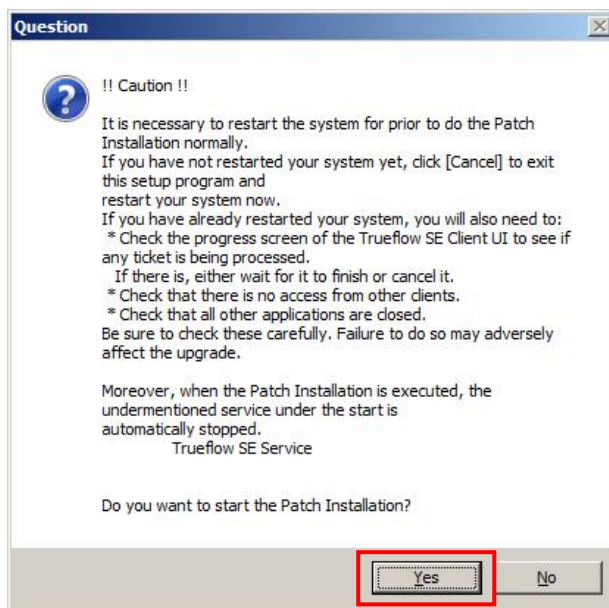 Question
!! Caution !!
It is necessary to restart the system for prior to do the Patch
Installation normally.
If you have not restarted your system yet, click [Cancel] to exit
this setup program and
restart your system now.
If you have already restarted your system, you will also need to:
* Check the progress screen of the Trueflow SE Client UI to see if
any ticket is being processed.
If there is, either wait for it to finish or cancel it.
* Check that there is no access from other clients.
* Check that all other applications are closed.
Be sure to check these carefully. Failure to do so may adversely
affect the upgrade.
Moreover, when the Patch Installation is executed, the
undermentioned service under the start is
automatically stopped.
Trueflow SE Service
Do you want to start the Patch Installation?
Yes No